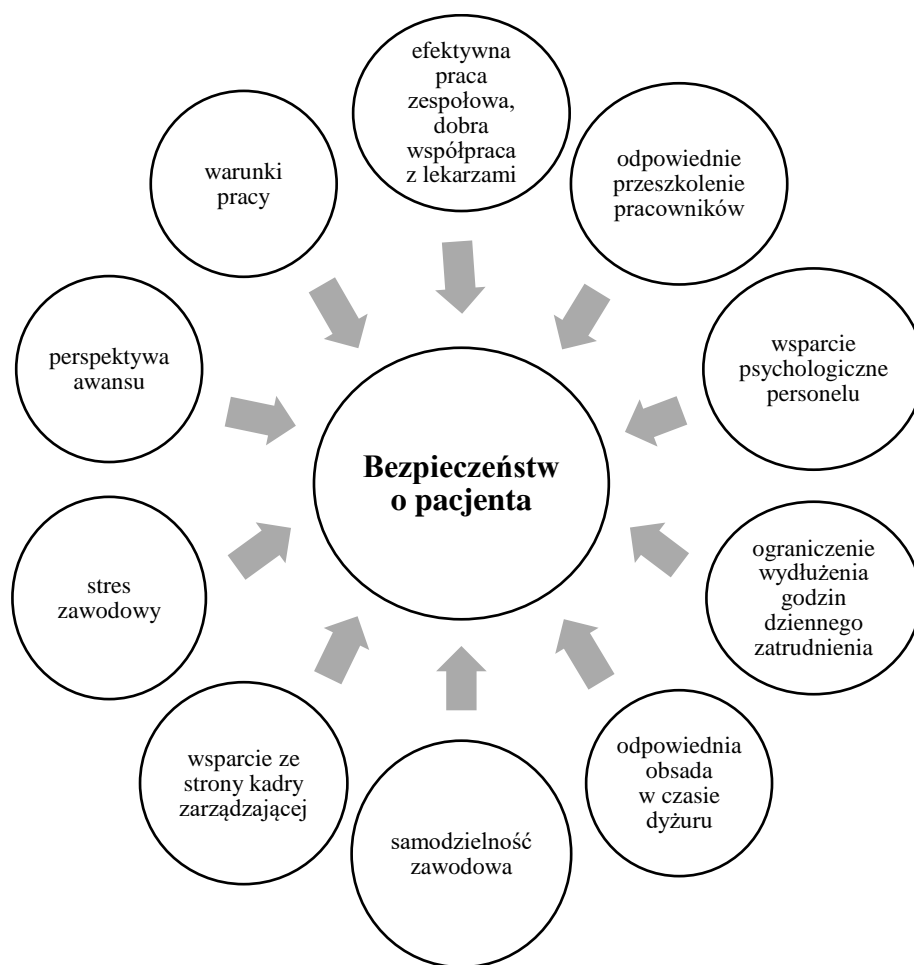 efektywna
praca
zespołowa,
dobra
współpraca
z lekarzami
odpowiednie
przeszkolenie
pracowników
wsparcie
psychologiczne
personelu
ograniczenie
wydłużenia
godzin
dziennego
zatrudnienia
odpowiednia
obsada
w czasie
dyżuru
samodzielność
zawodowa
wsparcie ze
strony kadry
zarządzającej
stres
zawodowy
perspektywa
awansu
warunki
pracy
Bezpieczeństw
o pacjenta